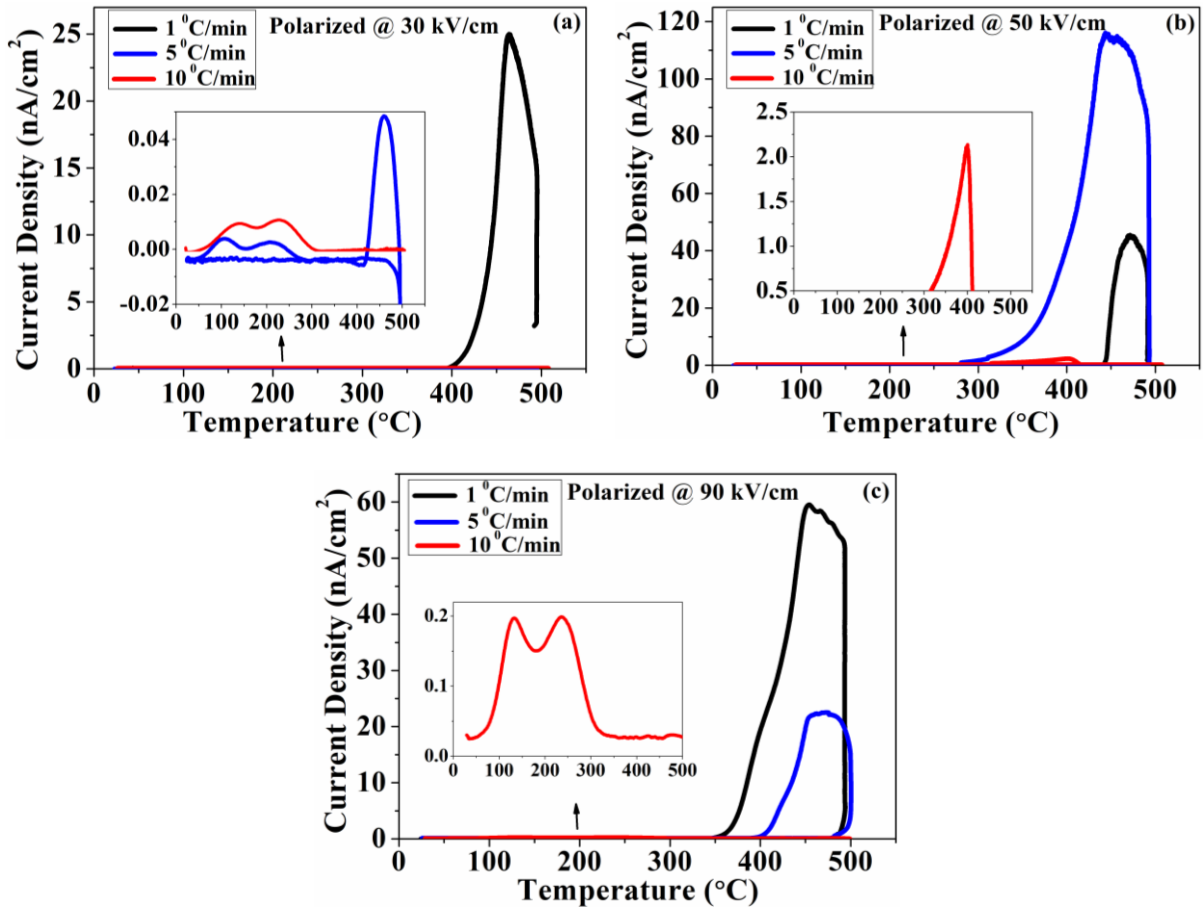 1 ⁰C/min Polarized @ 30 kV/cm (a)
5 ⁰C/min
10 ⁰C/min
Current Density (nA/cm²)
25
20
15
10
5
0
0.04
0.02
0.00
−0.02
0 100 200 300 400 500
0 100 200 300 400 500
Temperature (°C)
1 ⁰C/min Polarized @ 50 kV/cm (b)
5 ⁰C/min
10 ⁰C/min
Current Density (nA/cm²)
120
100
80
60
40
20
0
2.5
2.0
1.5
1.0
0.5
0 100 200 300 400 500
0 100 200 300 400 500
Temperature (°C)
1 ⁰C/min Polarized @ 90 kV/cm (c)
5 ⁰C/min
10 ⁰C/min
Current Density (nA/cm²)
60
50
40
30
20
10
0
0.2
0.1
0.0
0 100 200 300 400 500
0 100 200 300 400 500
Temperature (°C)